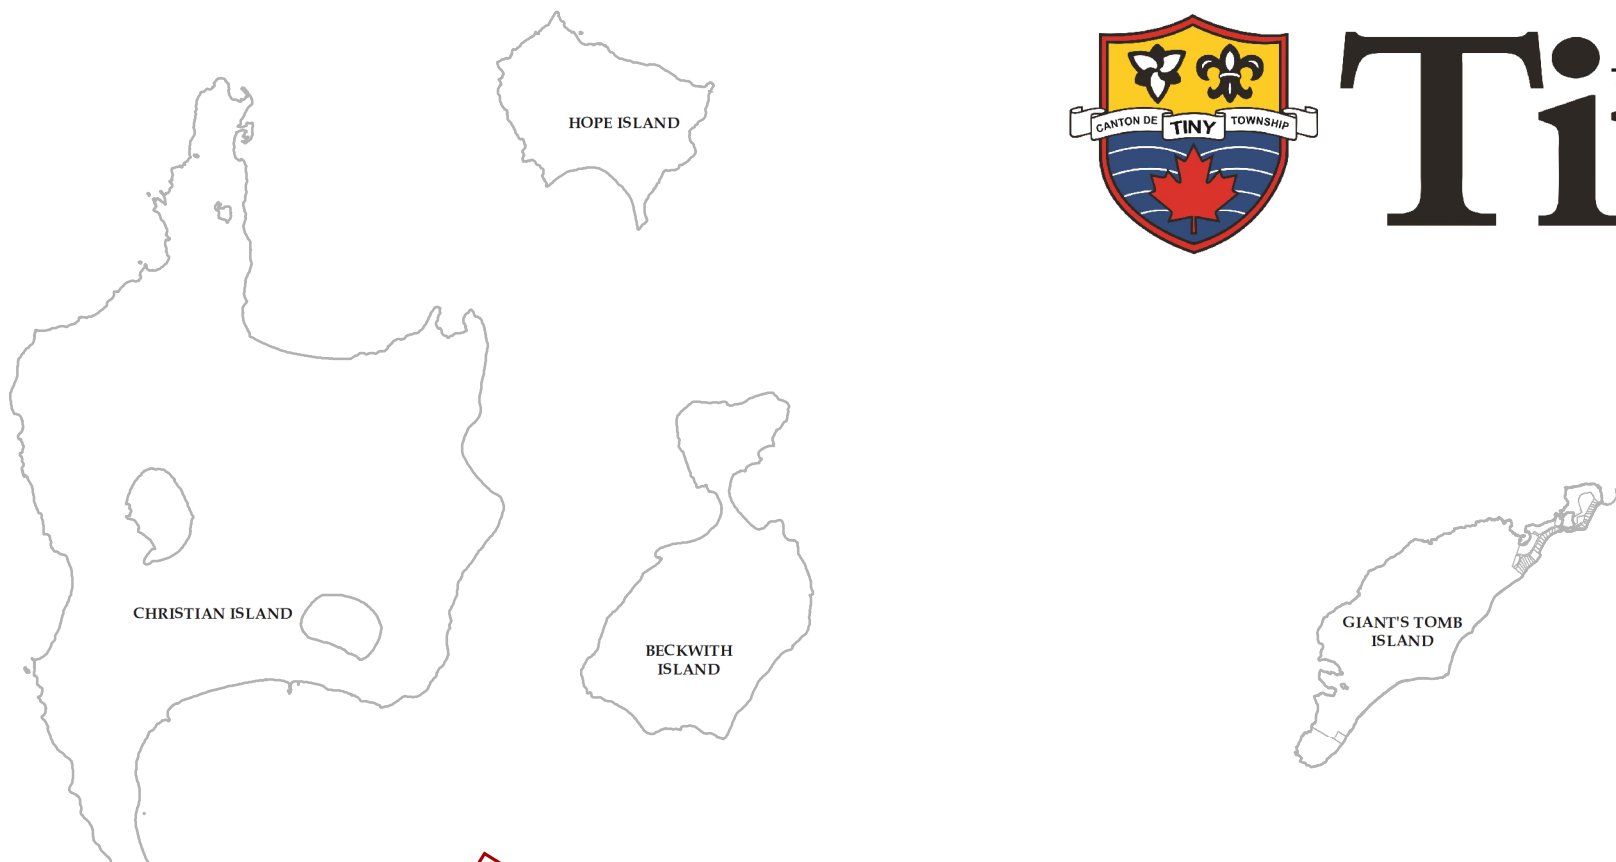 HOPE ISLAND
CANTON DE TINY TOWNSHIP
Ti
CHRISTIAN ISLAND
BECKWITH
ISLAND
GIANT'S TOMB
ISLAND